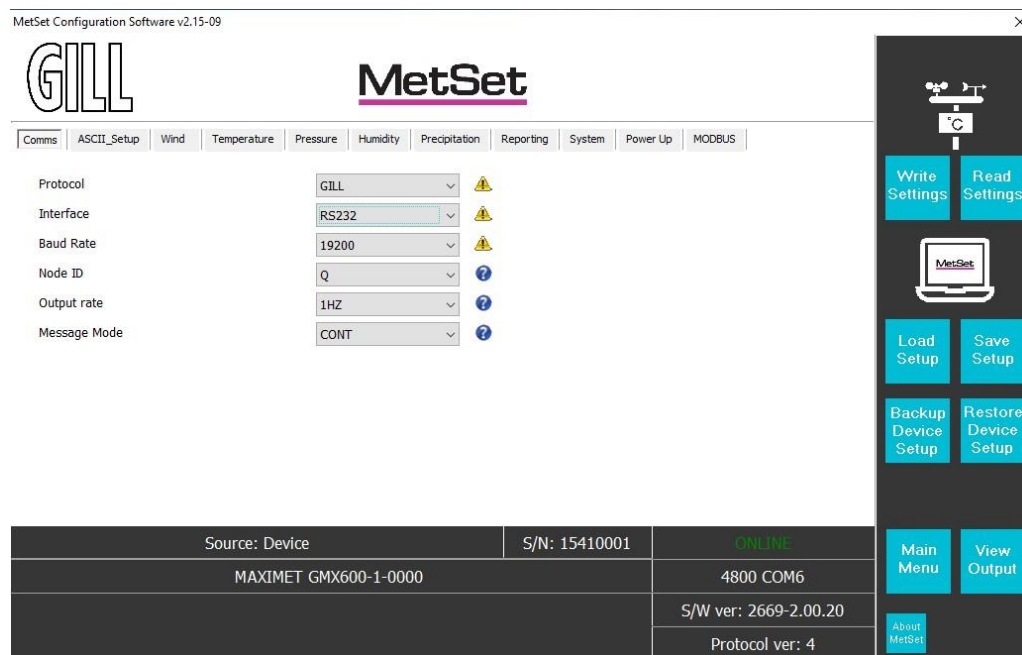 MetSet Configuration Software v2.15-09
GILL
MetSet
Comms ASCII_Setup Wind Temperature Pressure Humidity Precipitation Reporting System Power Up MODBUS
Protocol GILL
Interface RS232
Baud Rate 19200
Node ID Q
Output rate 1HZ
Message Mode CONT
°C
Write Settings
Read Settings
MetSet
Load Setup
Save Setup
Backup Device Setup
Restore Device Setup
Source: Device S/N: 15410001 ONLINE
MAXIMET GMX600-1-0000 4800 COM6
S/W ver: 2669-2.00.20
Protocol ver: 4
Main Menu
View Output
About MetSet